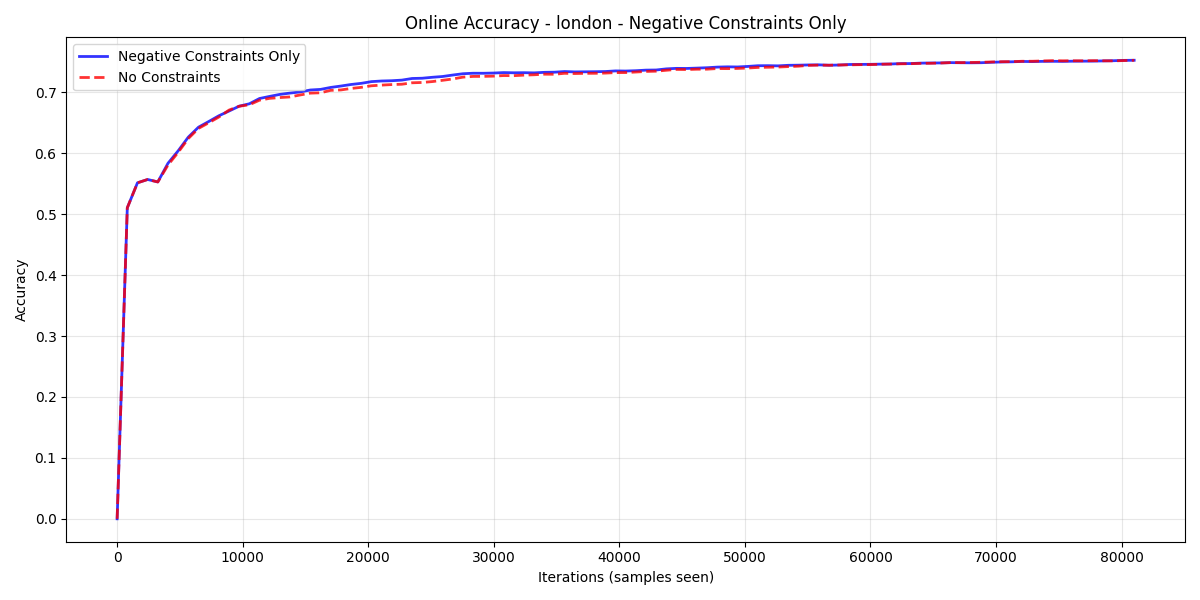 Online Accuracy - london - Negative Constraints Only
Negative Constraints Only
No Constraints
Accuracy
0.7
0.6
0.5
0.4
0.3
0.2
0.1
0.0
0 10000 20000 30000 40000 50000 60000 70000 80000
Iterations (samples seen)